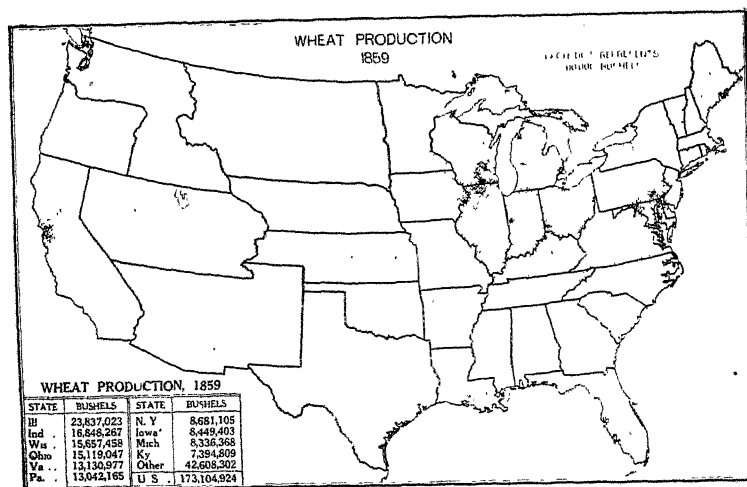 WHEAT PRODUCTION
1859
BUSHELS
WHEAT PRODUCTION, 1859
STATE BUSHELS STATE BUSHELS
Ill 23,837,023 N. Y 8,681,105
Ind . 16,848,267 Iowa 8,449,403
Wis . 15,657,458 Mich 8,336,368
Ohio 15,119,047 Ky 7,394,809
Va . . 13,130,977 Other 42,608,302
Pa. . 13,042,165 U S . 173,104,924